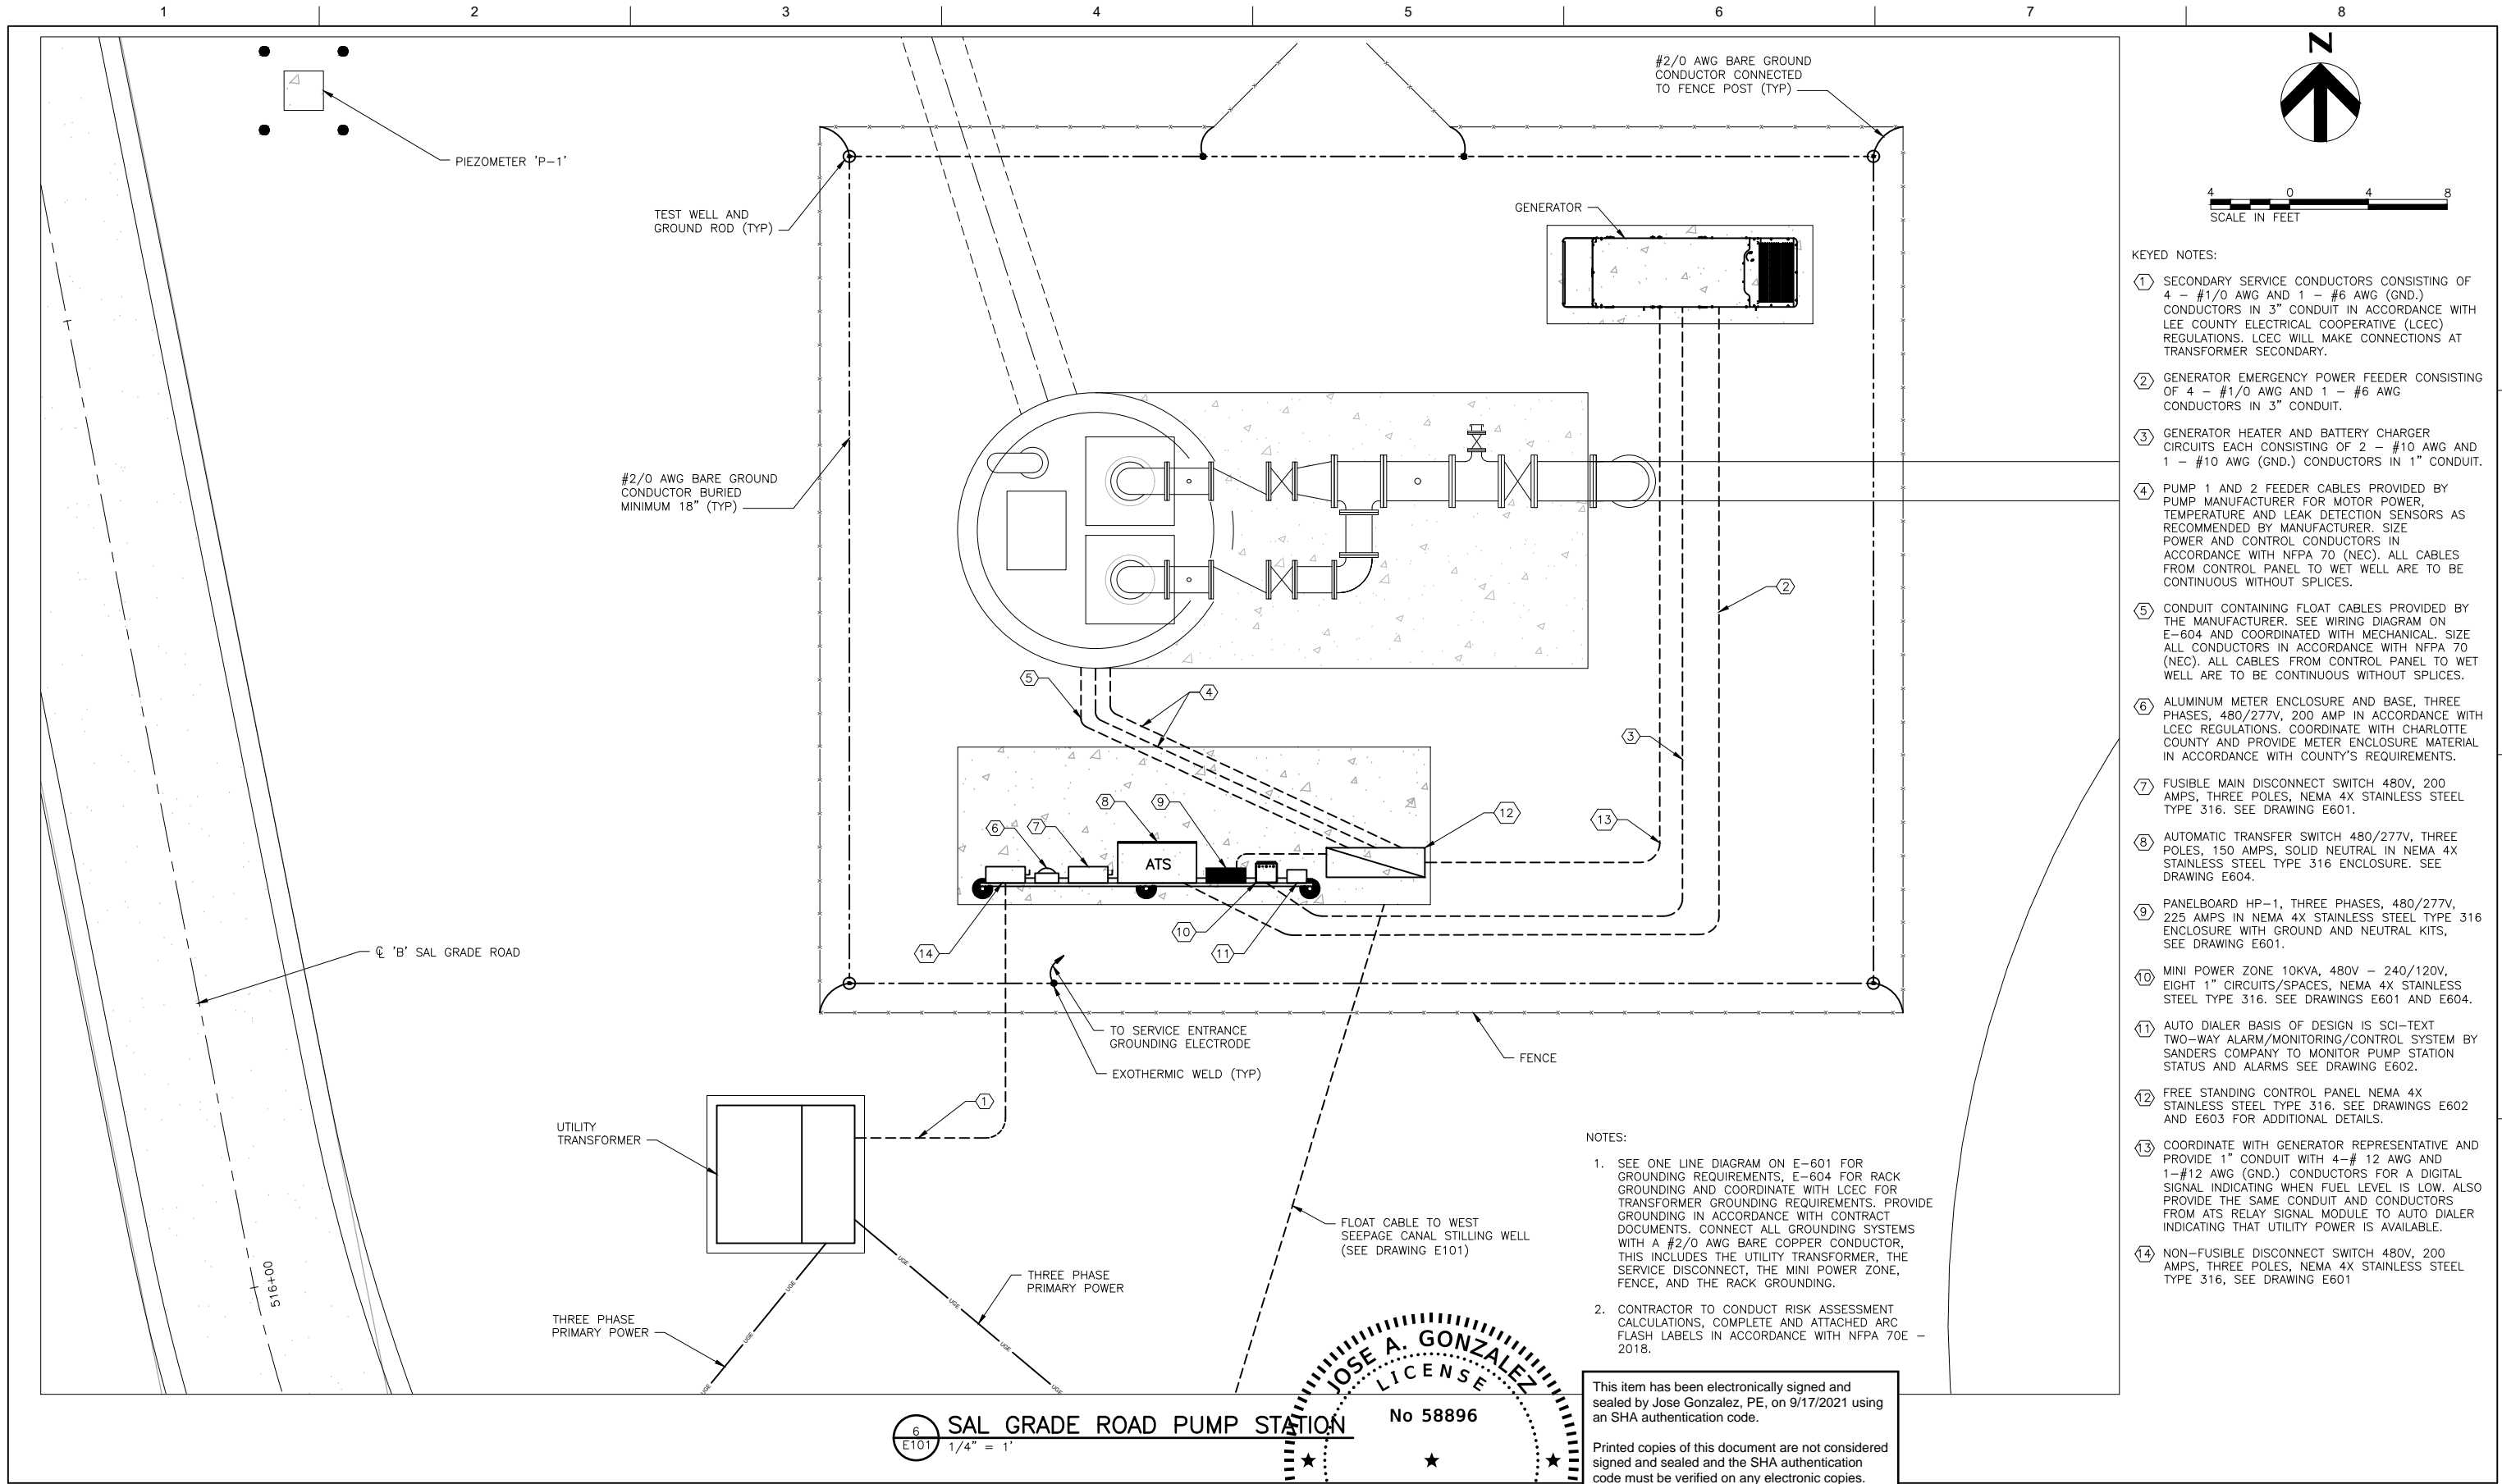 1 2 3 4 5 6 7 8
#2/0 AWG BARE GROUND
CONDUCTOR CONNECTED
TO FENCE POST (TYP)
PIEZOMETER 'P-1'
TEST WELL AND
GROUND ROD (TYP)
GENERATOR
#2/0 AWG BARE GROUND
CONDUCTOR BURIED
MINIMUM 18" (TYP)
2
5
4
3
8
9
12
13
6
7
ATS
14
10
11
℄ 'B' SAL GRADE ROAD
TO SERVICE ENTRANCE
GROUNDING ELECTRODE
FENCE
EXOTHERMIC WELD (TYP)
1
UTILITY
TRANSFORMER
FLOAT CABLE TO WEST
SEEPAGE CANAL STILLING WELL
(SEE DRAWING E101)
UGE
UGE
UGE
UGE
UGE
UGE
UGE
THREE PHASE
PRIMARY POWER
THREE PHASE
PRIMARY POWER
516+00
NOTES:
1. SEE ONE LINE DIAGRAM ON E-601 FOR
GROUNDING REQUIREMENTS, E-604 FOR RACK
GROUNDING AND COORDINATE WITH LCEC FOR
TRANSFORMER GROUNDING REQUIREMENTS. PROVIDE
GROUNDING IN ACCORDANCE WITH CONTRACT
DOCUMENTS. CONNECT ALL GROUNDING SYSTEMS
WITH A #2/0 AWG BARE COPPER CONDUCTOR,
THIS INCLUDES THE UTILITY TRANSFORMER, THE
SERVICE DISCONNECT, THE MINI POWER ZONE,
FENCE, AND THE RACK GROUNDING.
2. CONTRACTOR TO CONDUCT RISK ASSESSMENT
CALCULATIONS, COMPLETE AND ATTACHED ARC
FLASH LABELS IN ACCORDANCE WITH NFPA 70E -
2018.
N
4 0 4 8
SCALE IN FEET
KEYED NOTES:
1 SECONDARY SERVICE CONDUCTORS CONSISTING OF
4 - #1/0 AWG AND 1 - #6 AWG (GND.)
CONDUCTORS IN 3" CONDUIT IN ACCORDANCE WITH
LEE COUNTY ELECTRICAL COOPERATIVE (LCEC)
REGULATIONS. LCEC WILL MAKE CONNECTIONS AT
TRANSFORMER SECONDARY.
2 GENERATOR EMERGENCY POWER FEEDER CONSISTING
OF 4 - #1/0 AWG AND 1 - #6 AWG
CONDUCTORS IN 3" CONDUIT.
3 GENERATOR HEATER AND BATTERY CHARGER
CIRCUITS EACH CONSISTING OF 2 - #10 AWG AND
1 - #10 AWG (GND.) CONDUCTORS IN 1" CONDUIT.
4 PUMP 1 AND 2 FEEDER CABLES PROVIDED BY
PUMP MANUFACTURER FOR MOTOR POWER,
TEMPERATURE AND LEAK DETECTION SENSORS AS
RECOMMENDED BY MANUFACTURER. SIZE
POWER AND CONTROL CONDUCTORS IN
ACCORDANCE WITH NFPA 70 (NEC). ALL CABLES
FROM CONTROL PANEL TO WET WELL ARE TO BE
CONTINUOUS WITHOUT SPLICES.
5 CONDUIT CONTAINING FLOAT CABLES PROVIDED BY
THE MANUFACTURER. SEE WIRING DIAGRAM ON
E-604 AND COORDINATED WITH MECHANICAL. SIZE
ALL CONDUCTORS IN ACCORDANCE WITH NFPA 70
(NEC). ALL CABLES FROM CONTROL PANEL TO WET
WELL ARE TO BE CONTINUOUS WITHOUT SPLICES.
6 ALUMINUM METER ENCLOSURE AND BASE, THREE
PHASES, 480/277V, 200 AMP IN ACCORDANCE WITH
LCEC REGULATIONS. COORDINATE WITH CHARLOTTE
COUNTY AND PROVIDE METER ENCLOSURE MATERIAL
IN ACCORDANCE WITH COUNTY'S REQUIREMENTS.
7 FUSIBLE MAIN DISCONNECT SWITCH 480V, 200
AMPS, THREE POLES, NEMA 4X STAINLESS STEEL
TYPE 316. SEE DRAWING E601.
8 AUTOMATIC TRANSFER SWITCH 480/277V, THREE
POLES, 150 AMPS, SOLID NEUTRAL IN NEMA 4X
STAINLESS STEEL TYPE 316 ENCLOSURE. SEE
DRAWING E604.
9 PANELBOARD HP-1, THREE PHASES, 480/277V,
225 AMPS IN NEMA 4X STAINLESS STEEL TYPE 316
ENCLOSURE WITH GROUND AND NEUTRAL KITS,
SEE DRAWING E601.
10 MINI POWER ZONE 10KVA, 480V - 240/120V,
EIGHT 1" CIRCUITS/SPACES, NEMA 4X STAINLESS
STEEL TYPE 316. SEE DRAWINGS E601 AND E604.
11 AUTO DIALER BASIS OF DESIGN IS SCI-TEXT
TWO-WAY ALARM/MONITORING/CONTROL SYSTEM BY
SANDERS COMPANY TO MONITOR PUMP STATION
STATUS AND ALARMS SEE DRAWING E602.
12 FREE STANDING CONTROL PANEL NEMA 4X
STAINLESS STEEL TYPE 316. SEE DRAWINGS E602
AND E603 FOR ADDITIONAL DETAILS.
13 COORDINATE WITH GENERATOR REPRESENTATIVE AND
PROVIDE 1" CONDUIT WITH 4-# 12 AWG AND
1-#12 AWG (GND.) CONDUCTORS FOR A DIGITAL
SIGNAL INDICATING WHEN FUEL LEVEL IS LOW. ALSO
PROVIDE THE SAME CONDUIT AND CONDUCTORS
FROM ATS RELAY SIGNAL MODULE TO AUTO DIALER
INDICATING THAT UTILITY POWER IS AVAILABLE.
14 NON-FUSIBLE DISCONNECT SWITCH 480V, 200
AMPS, THREE POLES, NEMA 4X STAINLESS STEEL
TYPE 316, SEE DRAWING E601
6
E101
SAL GRADE ROAD PUMP STATION
1/4" = 1'
JOSE A. GONZALEZ
LICENSE
No 58896
This item has been electronically signed and
sealed by Jose Gonzalez, PE, on 9/17/2021 using
an SHA authentication code.
Printed copies of this document are not considered
signed and sealed and the SHA authentication
code must be verified on any electronic copies.